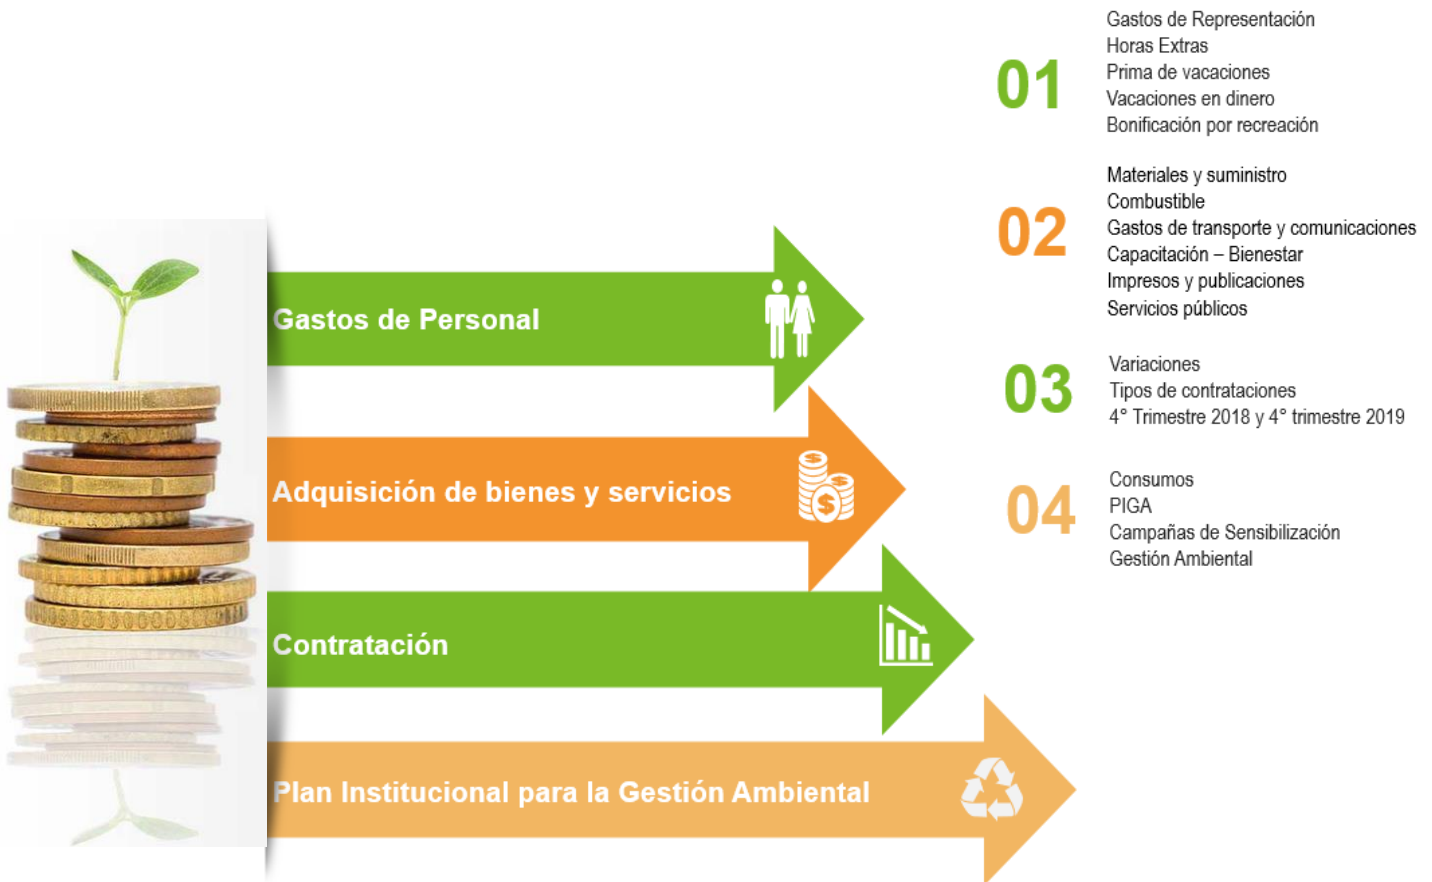 01
Gastos de Representación
Horas Extras
Prima de vacaciones
Vacaciones en dinero
Bonificación por recreación
02
Materiales y suministro
Combustible
Gastos de transporte y comunicaciones
Capacitación – Bienestar
Impresos y publicaciones
Servicios públicos
03
Variaciones
Tipos de contrataciones
4° Trimestre 2018 y 4° trimestre 2019
04
Consumos
PIGA
Campañas de Sensibilización
Gestión Ambiental
Gastos de Personal
Adquisición de bienes y servicios
Contratación
Plan Institucional para la Gestión Ambiental